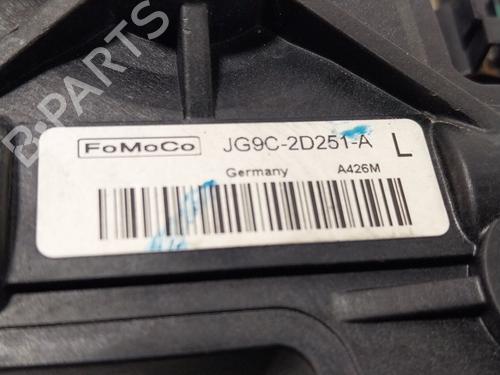 B-PARTS
FoMoCo JG9C-2D251-A L
Germany A426M